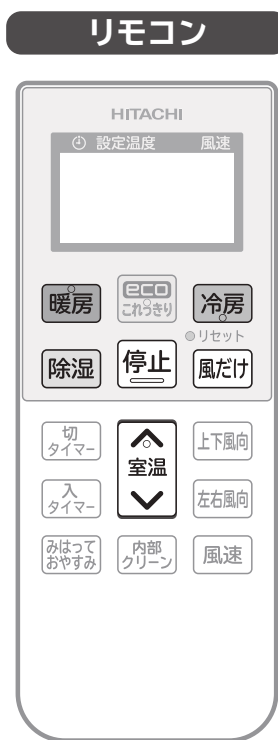 リモコン
HITACHI
設定温度 風速
暖房 eco これっきり 冷房
リセット
除湿 停止 風だけ
切タイマー 室温 上下風向
入タイマー 左右風向
みはっておやすみ 内部クリーン 風速